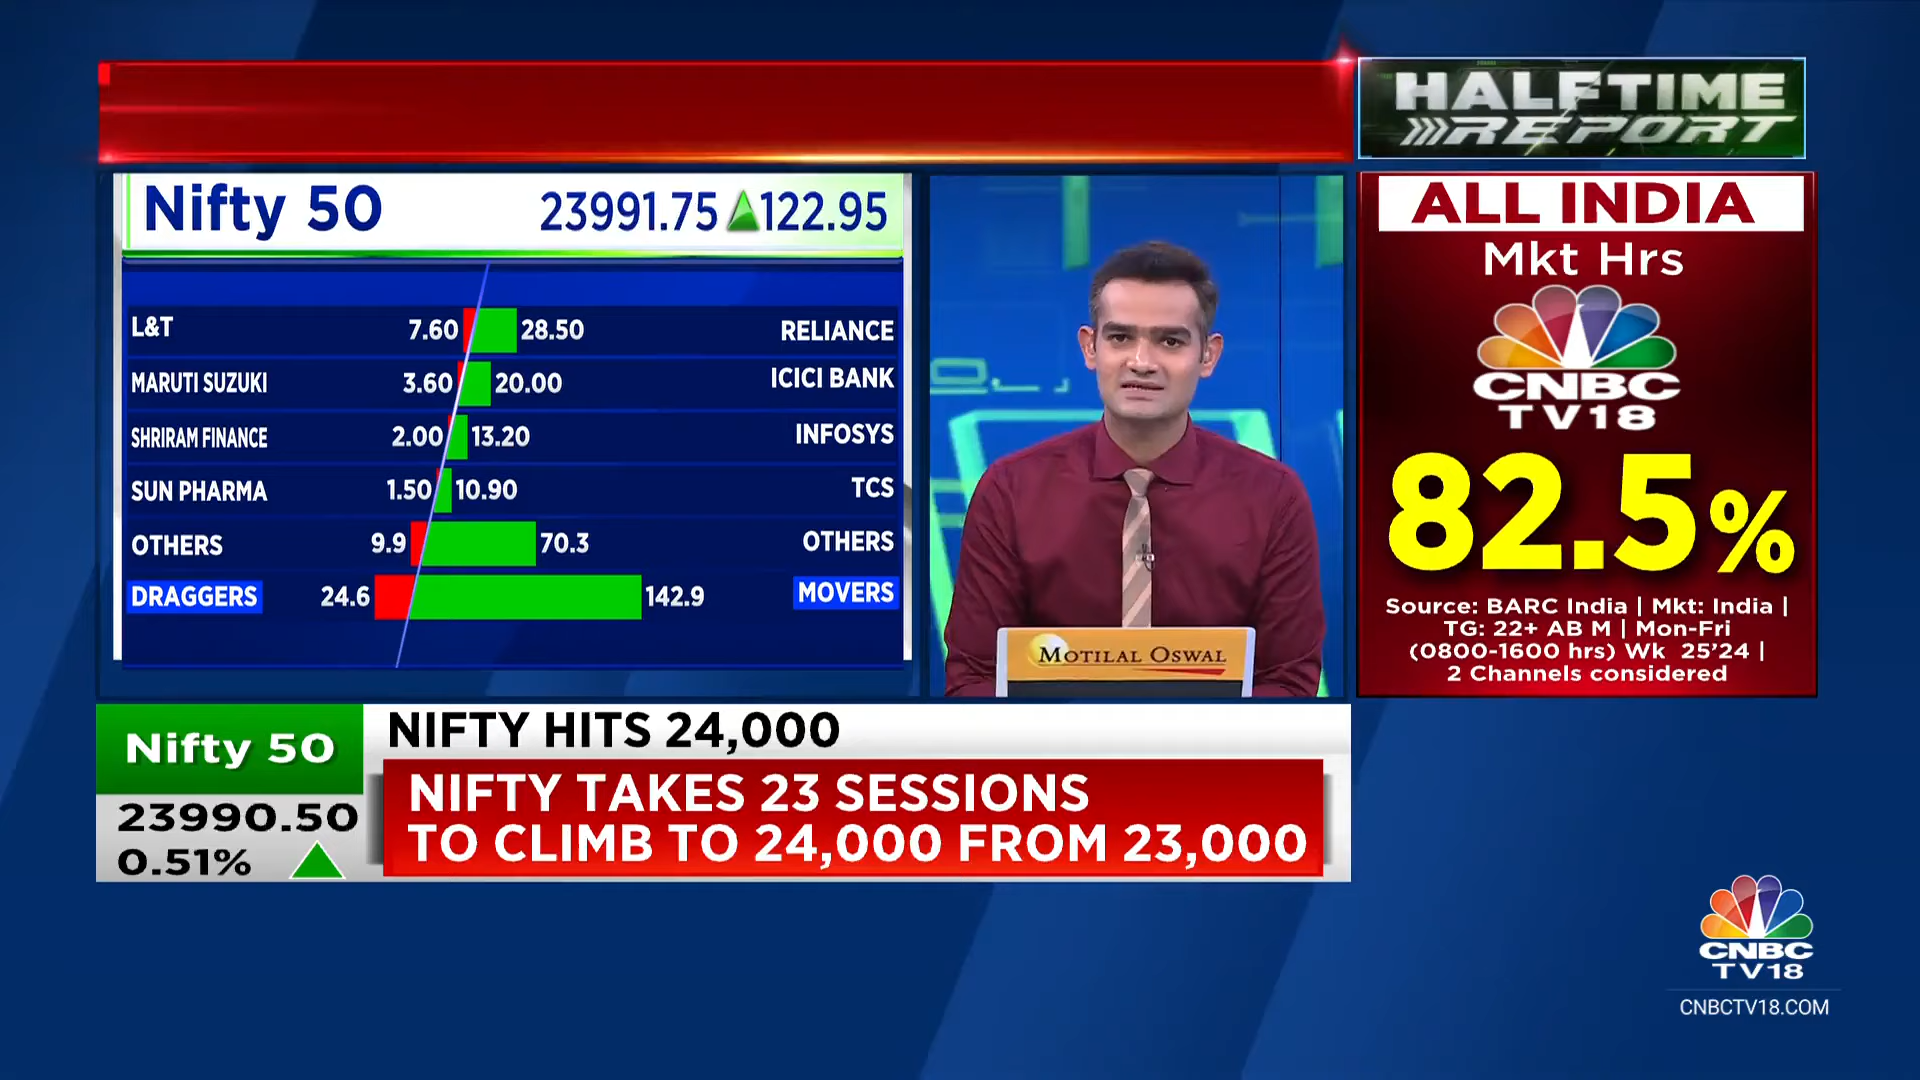 HALFTIME
REPORT
Nifty 50 23991.75 122.95
L&T 7.60 28.50 RELIANCE
MARUTI SUZUKI 3.60 20.00 ICICI BANK
SHRIRAM FINANCE 2.00 13.20 INFOSYS
SUN PHARMA 1.50 10.90 TCS
OTHERS 9.9 70.3 OTHERS
DRAGGERS 24.6 142.9 MOVERS
MOTILAL OSWAL
ALL INDIA
Mkt Hrs
CNBC
TV18
82.5%
Source: BARC India | Mkt: India |
TG: 22+ AB M | Mon-Fri
(0800-1600 hrs) Wk 25'24 |
2 Channels considered
Nifty 50
23990.50
0.51%
NIFTY HITS 24,000
NIFTY TAKES 23 SESSIONS
TO CLIMB TO 24,000 FROM 23,000
CNBC
TV18
CNBCTV18.COM